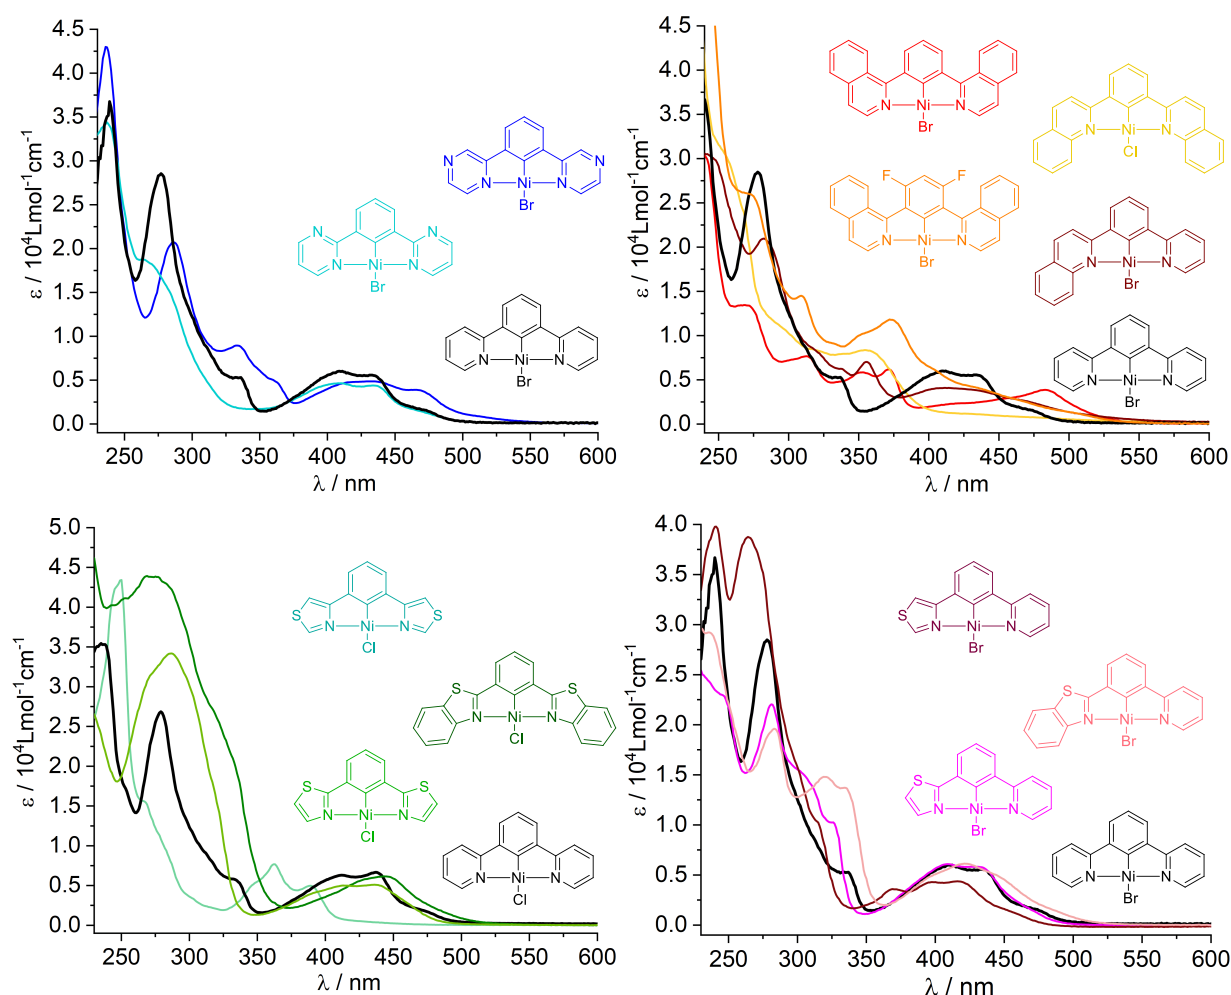 4.5
4.0
3.5
3.0
2.5
2.0
1.5
1.0
0.5
0.0
ε / 10⁴Lmol⁻¹cm⁻¹
250 300 350 400 450 500 550 600
λ / nm
N N
N Ni N
Br
N N
N Ni N
Br
N Ni N
Br
4.5
4.0
3.5
3.0
2.5
2.0
1.5
1.0
0.5
0.0
ε / 10⁴Lmol⁻¹cm⁻¹
250 300 350 400 450 500 550 600
λ / nm
N Ni N
Br
N Ni N
Cl
F F
N Ni N
Br
N Ni N
Br
N Ni N
Br
5.0
4.5
4.0
3.5
3.0
2.5
2.0
1.5
1.0
0.5
0.0
ε / 10⁴Lmol⁻¹cm⁻¹
250 300 350 400 450 500 550 600
λ / nm
S S
N Ni N
Cl
S S
N Ni N
Cl
S S
N Ni N
Cl
N Ni N
Cl
4.0
3.5
3.0
2.5
2.0
1.5
1.0
0.5
0.0
ε / 10⁴Lmol⁻¹cm⁻¹
250 300 350 400 450 500 550 600
λ / nm
S
N Ni N
Br
S
N Ni N
Br
S
N Ni N
Br
N Ni N
Br